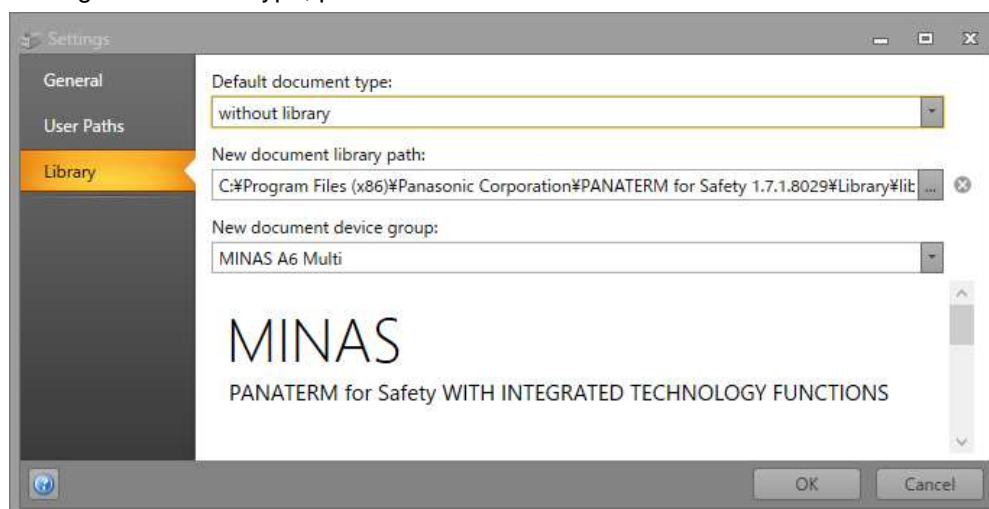 Settings
General
User Paths
Library
Default document type:
without library
New document library path:
C:¥Program Files (x86)¥Panasonic Corporation¥PANATERM for Safety 1.7.1.8029¥Library¥lib ...
New document device group:
MINAS A6 Multi
MINAS
PANATERM for Safety WITH INTEGRATED TECHNOLOGY FUNCTIONS
OK
Cancel